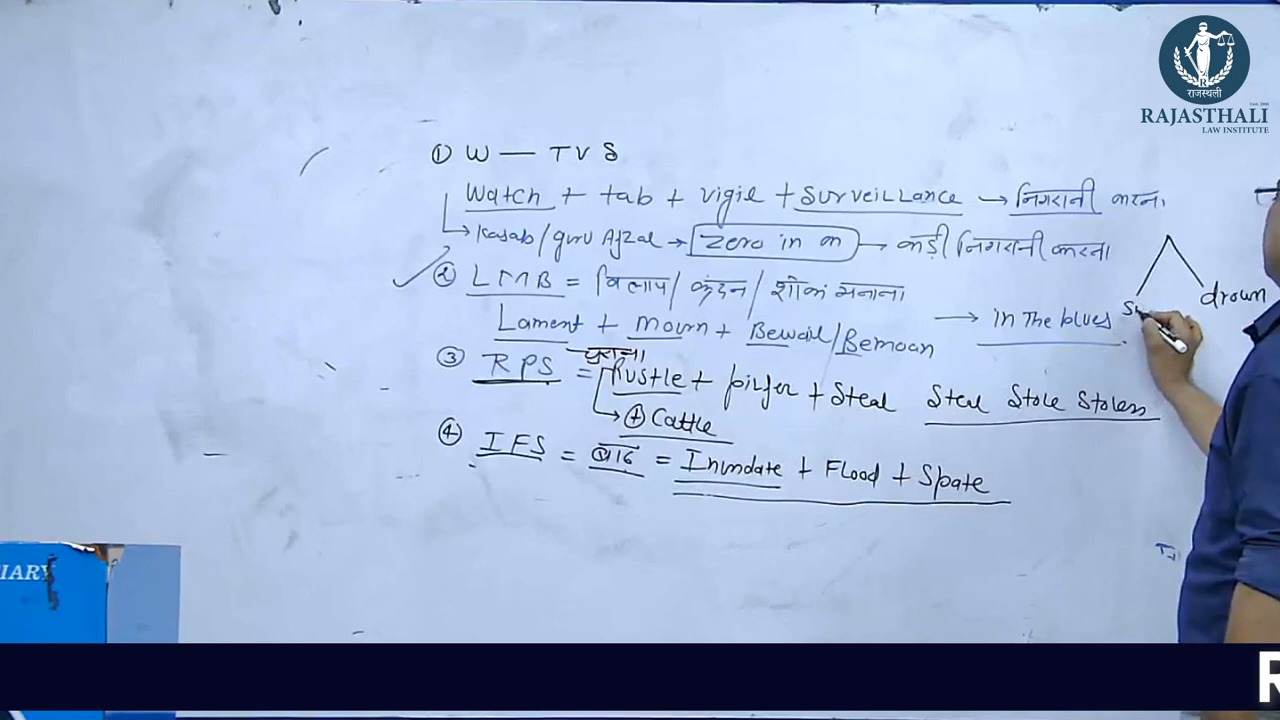 राजस्थली
RAJASTHALI
LAW INSTITUTE
① W — TVS
Watch + tab + vigil + Surveillance → निगरानी करना
→ Kasab/guru Afzal → Zero in on → कड़ी निगरानी करना
② LMB = विलाप/ क्रंदन/ शोक मनाना
Lament + Mourn + Bewail/Bemoan → in the blues
drown
③ RPS = Rustle + pilfer + Steal Steal Stole Stolen
चुराना
→ ⊕ Cattle
④ IFS = बाढ = Inundate + Flood + Spate
IARY
R